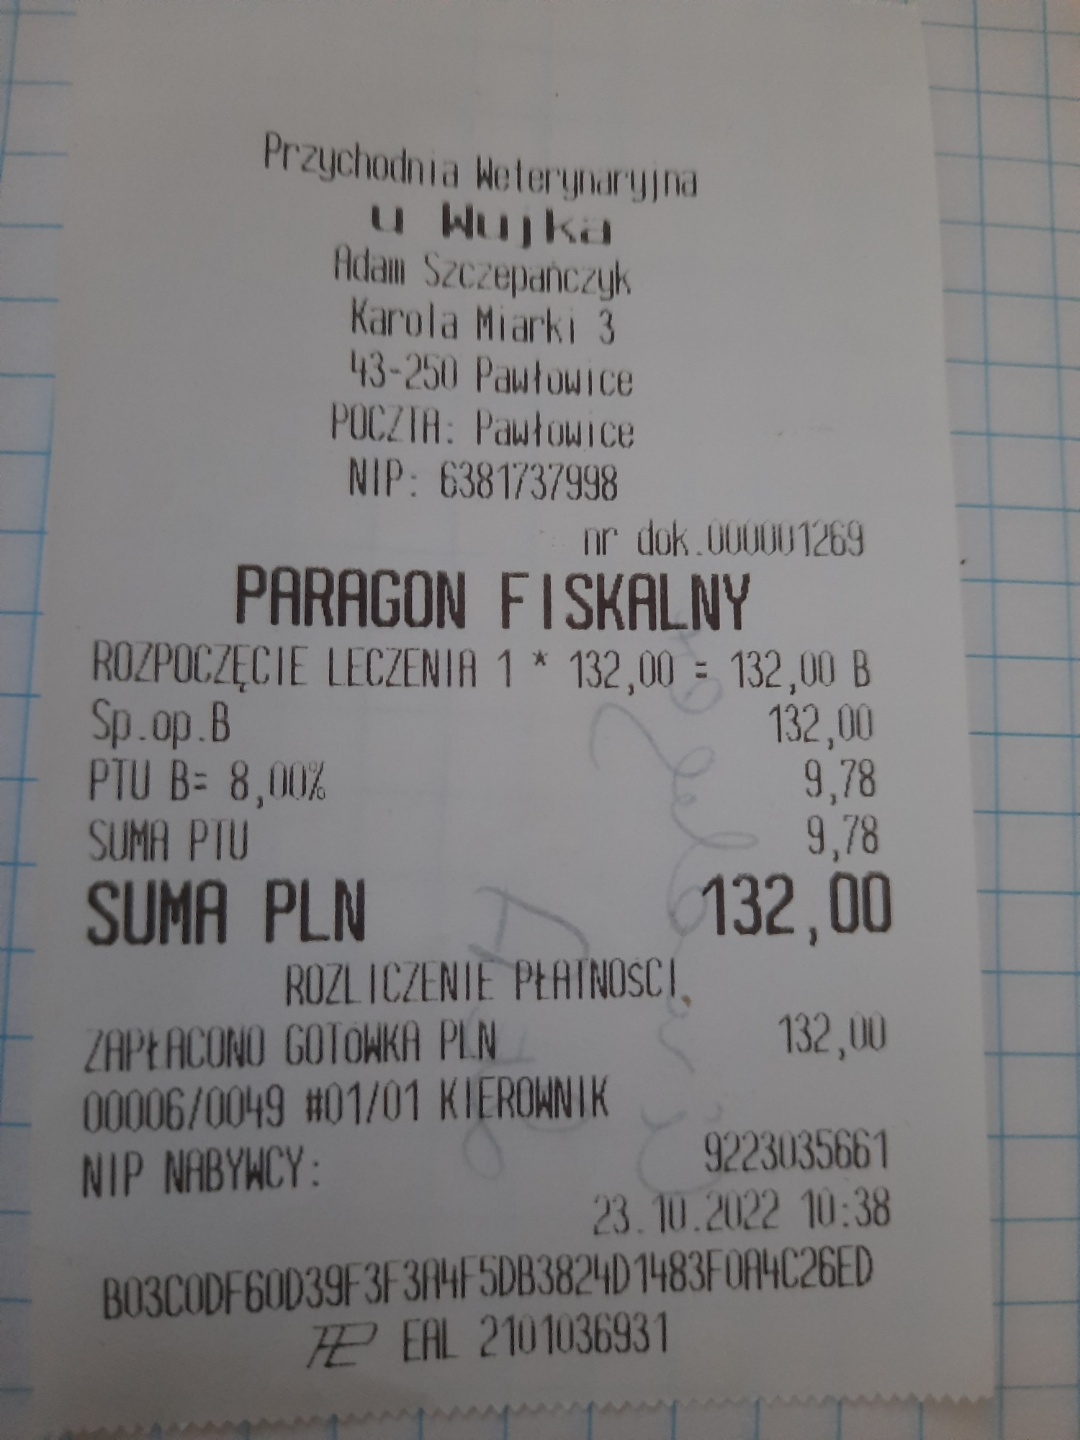 Przychodnia Weterynaryjna
u Wujka
Adam Szczepańczyk
Karola Miarki 3
43-250 Pawłowice
POCZTA: Pawłowice
NIP: 6381737998
nr dok.000001269
PARAGON FISKALNY
ROZPOCZĘCIE LECZENIA 1 * 132,00 = 132,00 B
Sp.op.B 132,00
PTU B= 8,00% 9,78
SUMA PTU 9,78
SUMA PLN 132,00
ROZLICZENIE PŁATNOŚCI
ZAPŁACONO GOTÓWKA PLN 132,00
00006/0049 #01/01 KIEROWNIK
NIP NABYWCY: 9223035661
23.10.2022 10:38
B03C0DF60D39F3F3A4F5DB3824D1483F0A4C26ED
EAL 2101036931